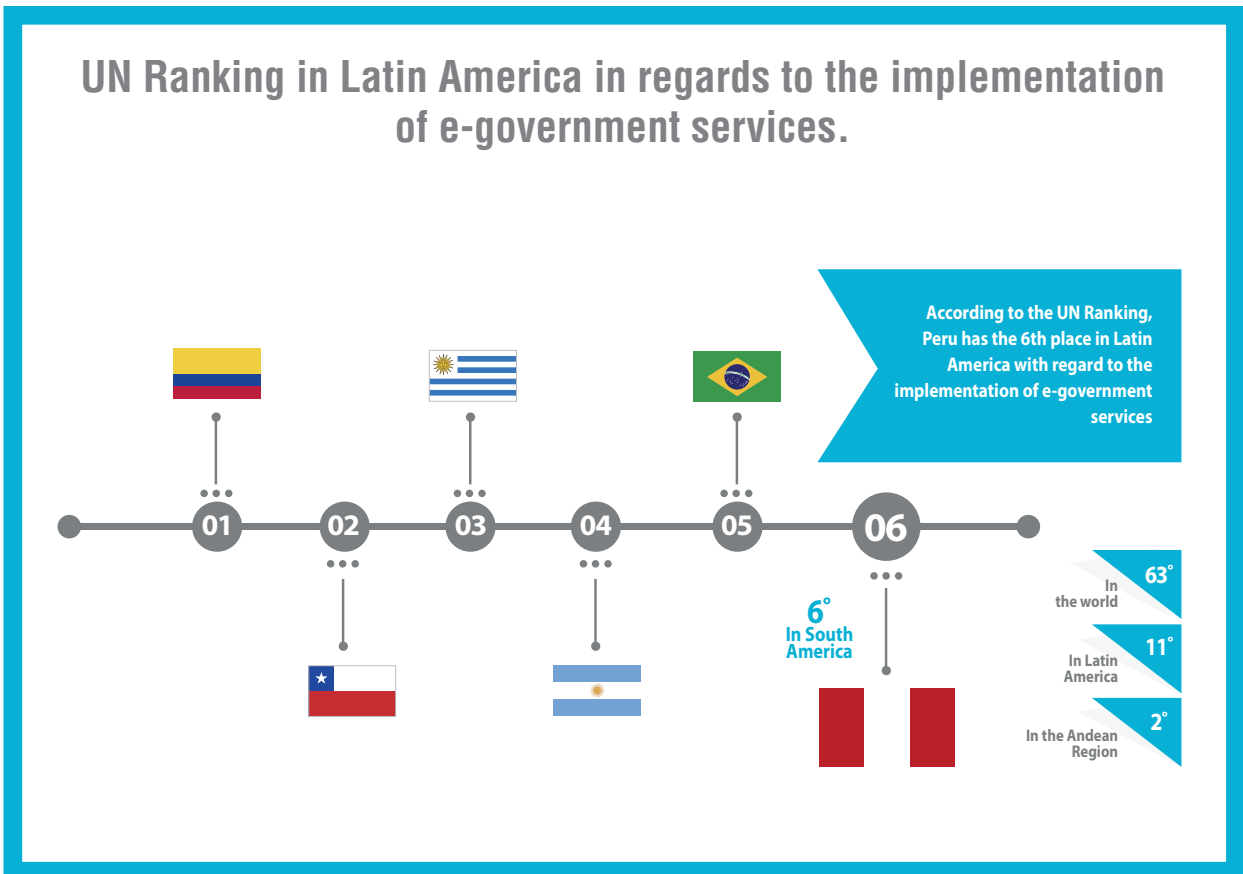 UN Ranking in Latin America in regards to the implementation
of e-government services.
According to the UN Ranking,
Peru has the 6th place in Latin
America with regard to the
implementation of e-government
services
01
02
03
04
05
06
6°
In South
America
63°
In
the world
11°
In Latin
America
2°
In the Andean
Region